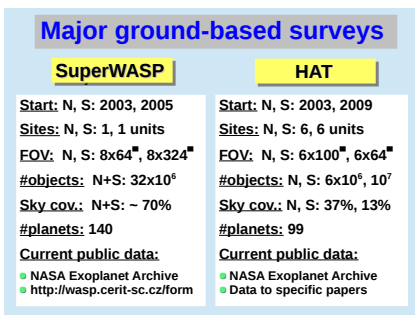 Major ground-based surveys
SuperWASP
Start: N, S: 2003, 2005
Sites: N, S: 1, 1 units
FOV: N, S: 8x64■, 8x324■
#objects: N+S: 32x10⁶
Sky cov.: N+S: ~ 70%
#planets: 140
Current public data:
NASA Exoplanet Archive
http://wasp.cerit-sc.cz/form
HAT
Start: N, S: 2003, 2009
Sites: N, S: 6, 6 units
FOV: N, S: 6x100■, 6x64■
#objects: N, S: 6x10⁶, 10⁷
Sky cov.: N, S: 37%, 13%
#planets: 99
Current public data:
NASA Exoplanet Archive
Data to specific papers